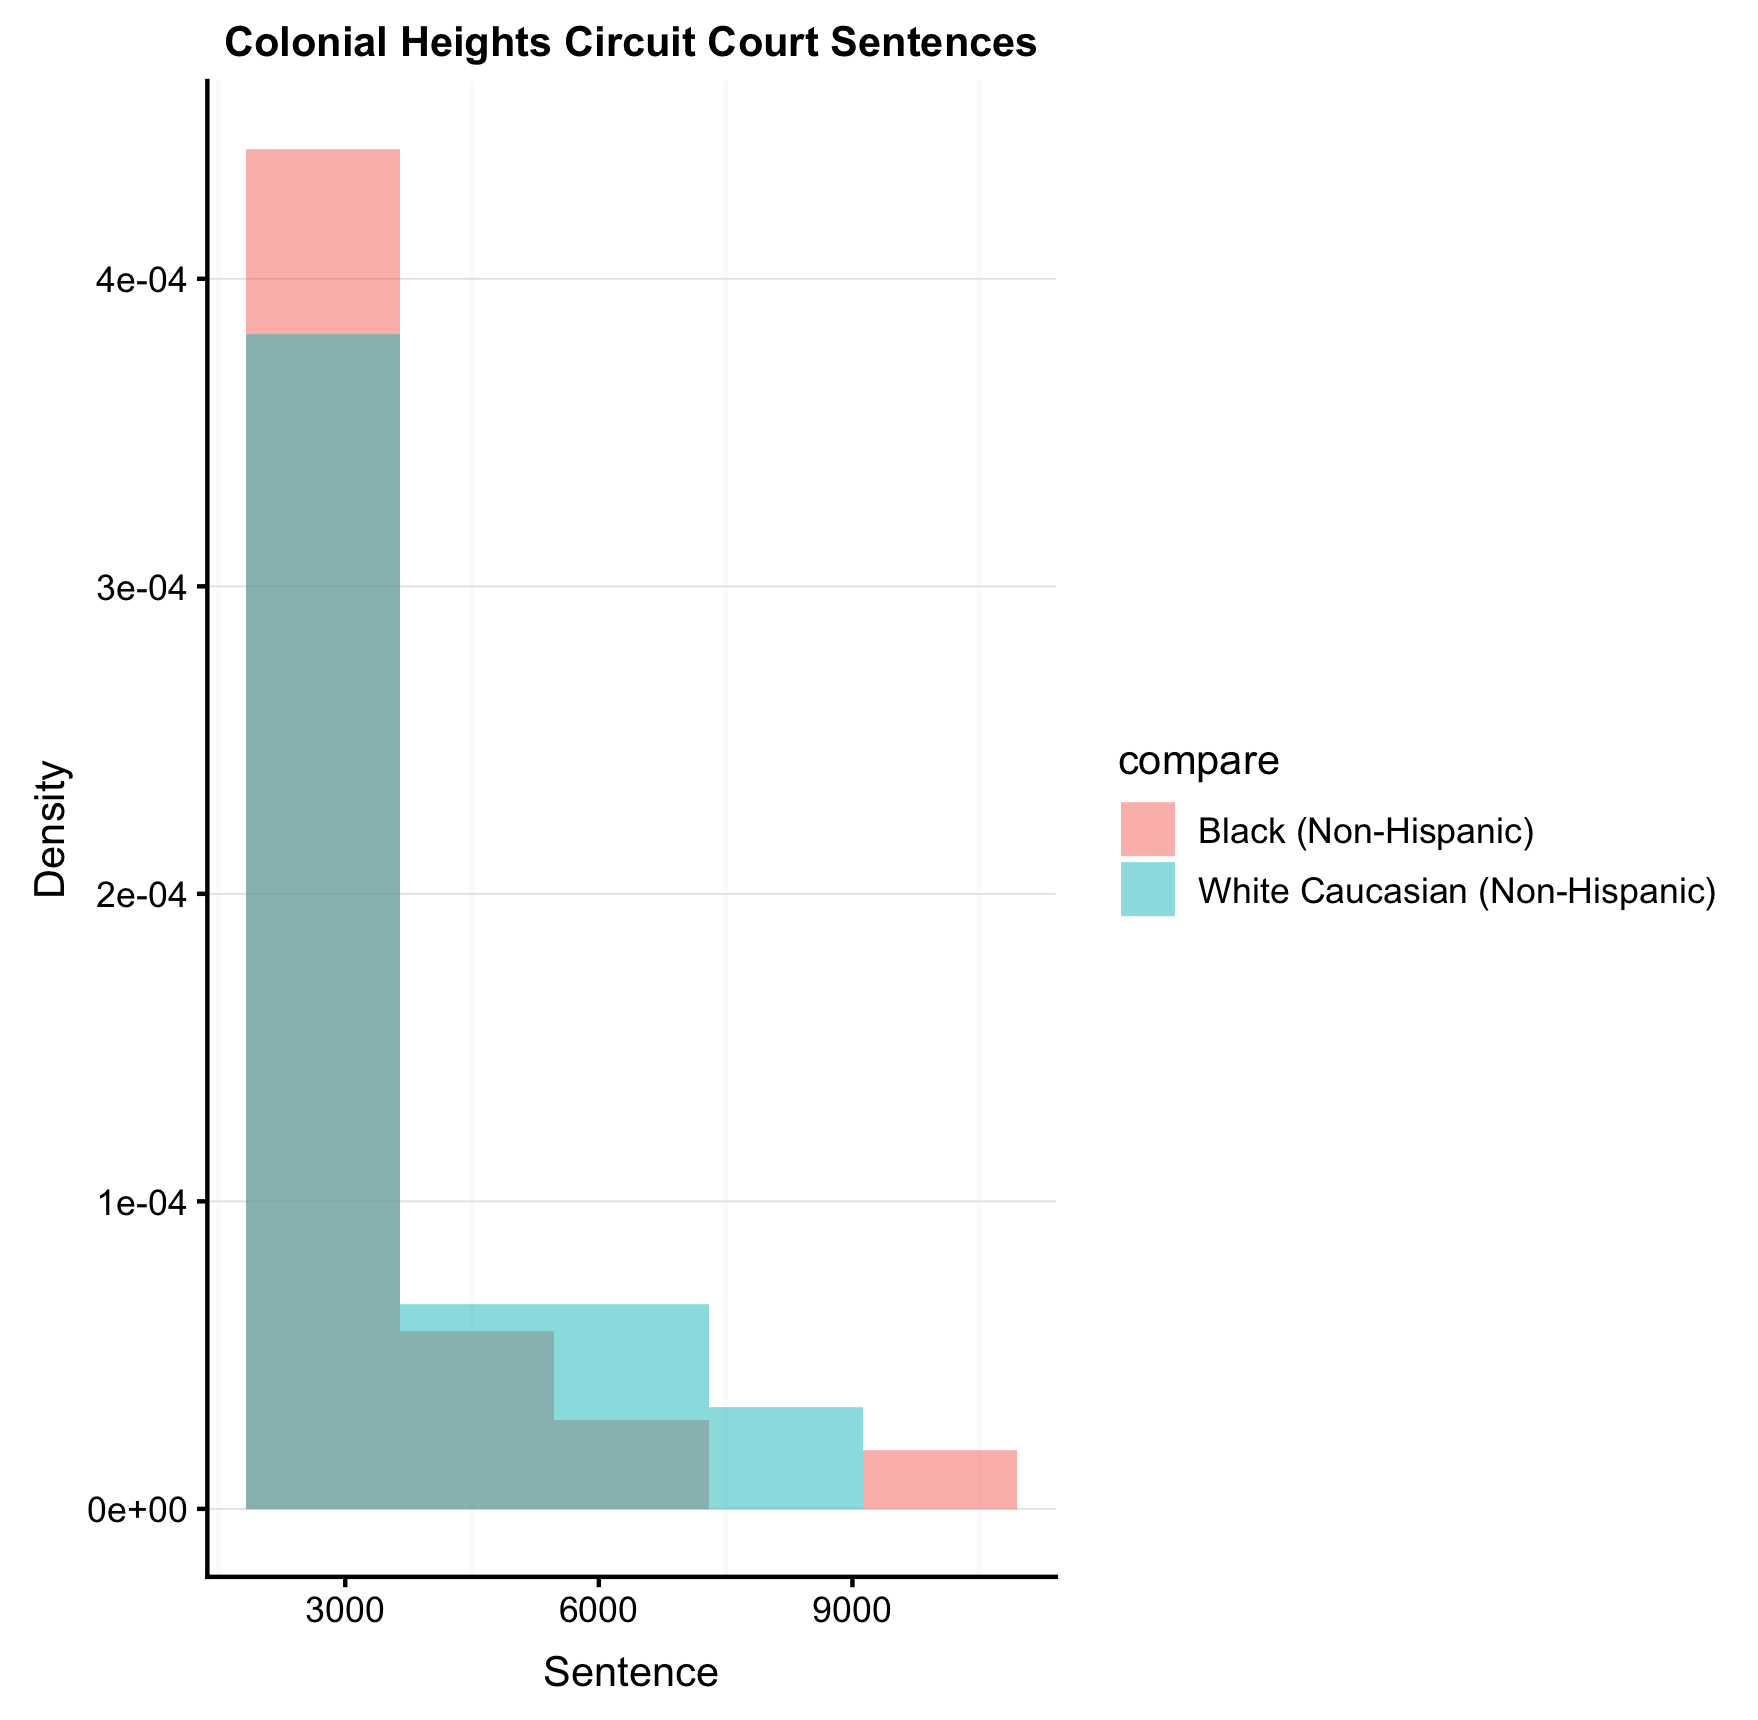 Colonial Heights Circuit Court Sentences
4e-04
3e-04
2e-04
1e-04
0e+00
Density
3000 6000 9000
Sentence
compare
Black (Non-Hispanic)
White Caucasian (Non-Hispanic)